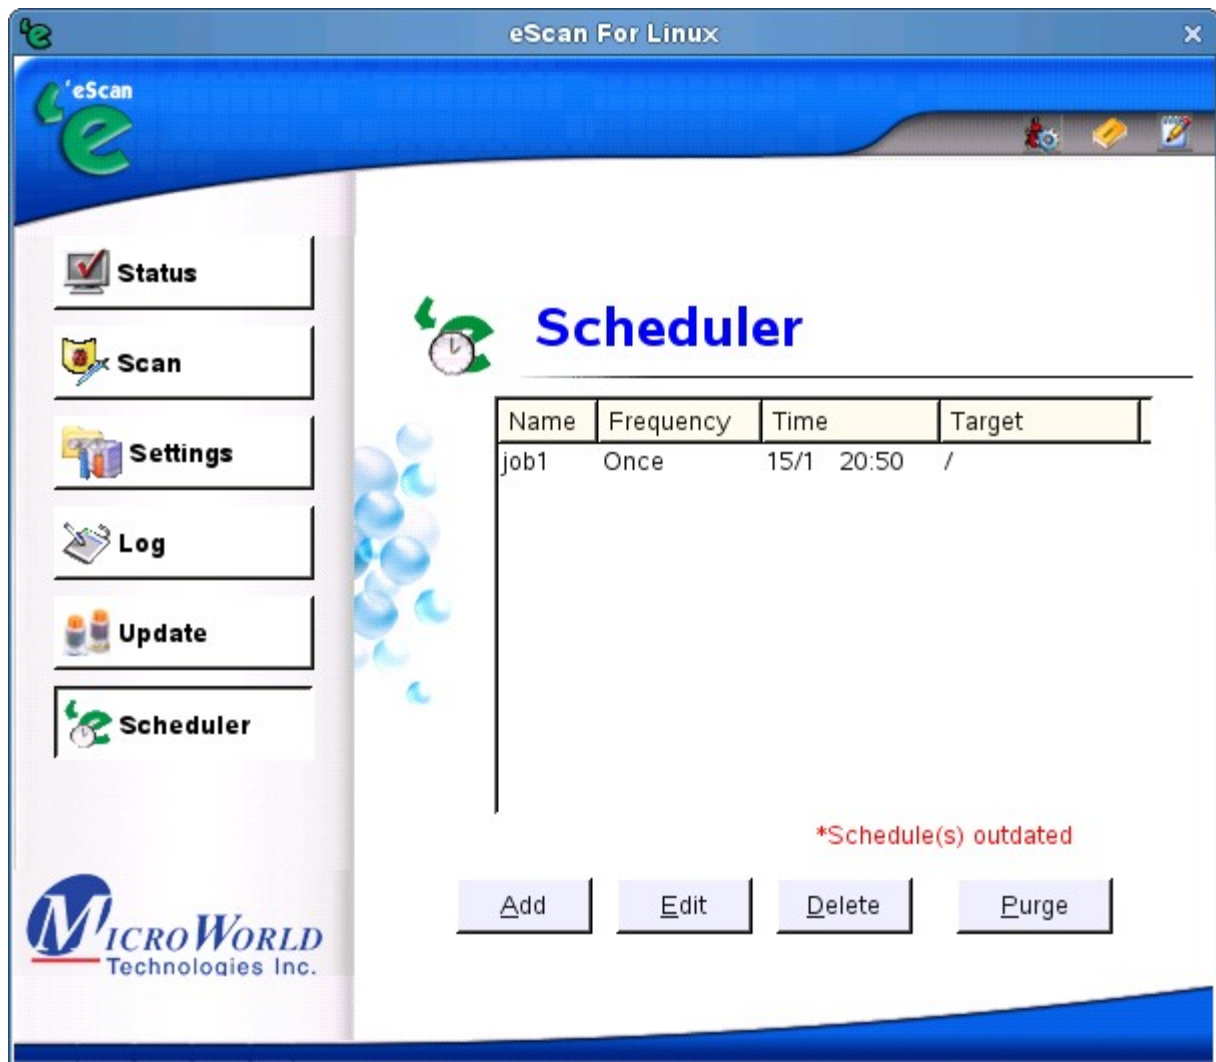 eScan For Linux
'eScan
Status
Scan
Settings
Log
Update
Scheduler
Scheduler
Name Frequency Time Target
job1 Once 15/1 20:50 /
*Schedule(s) outdated
Add Edit Delete Purge
MICROWORLD
Technologies Inc.